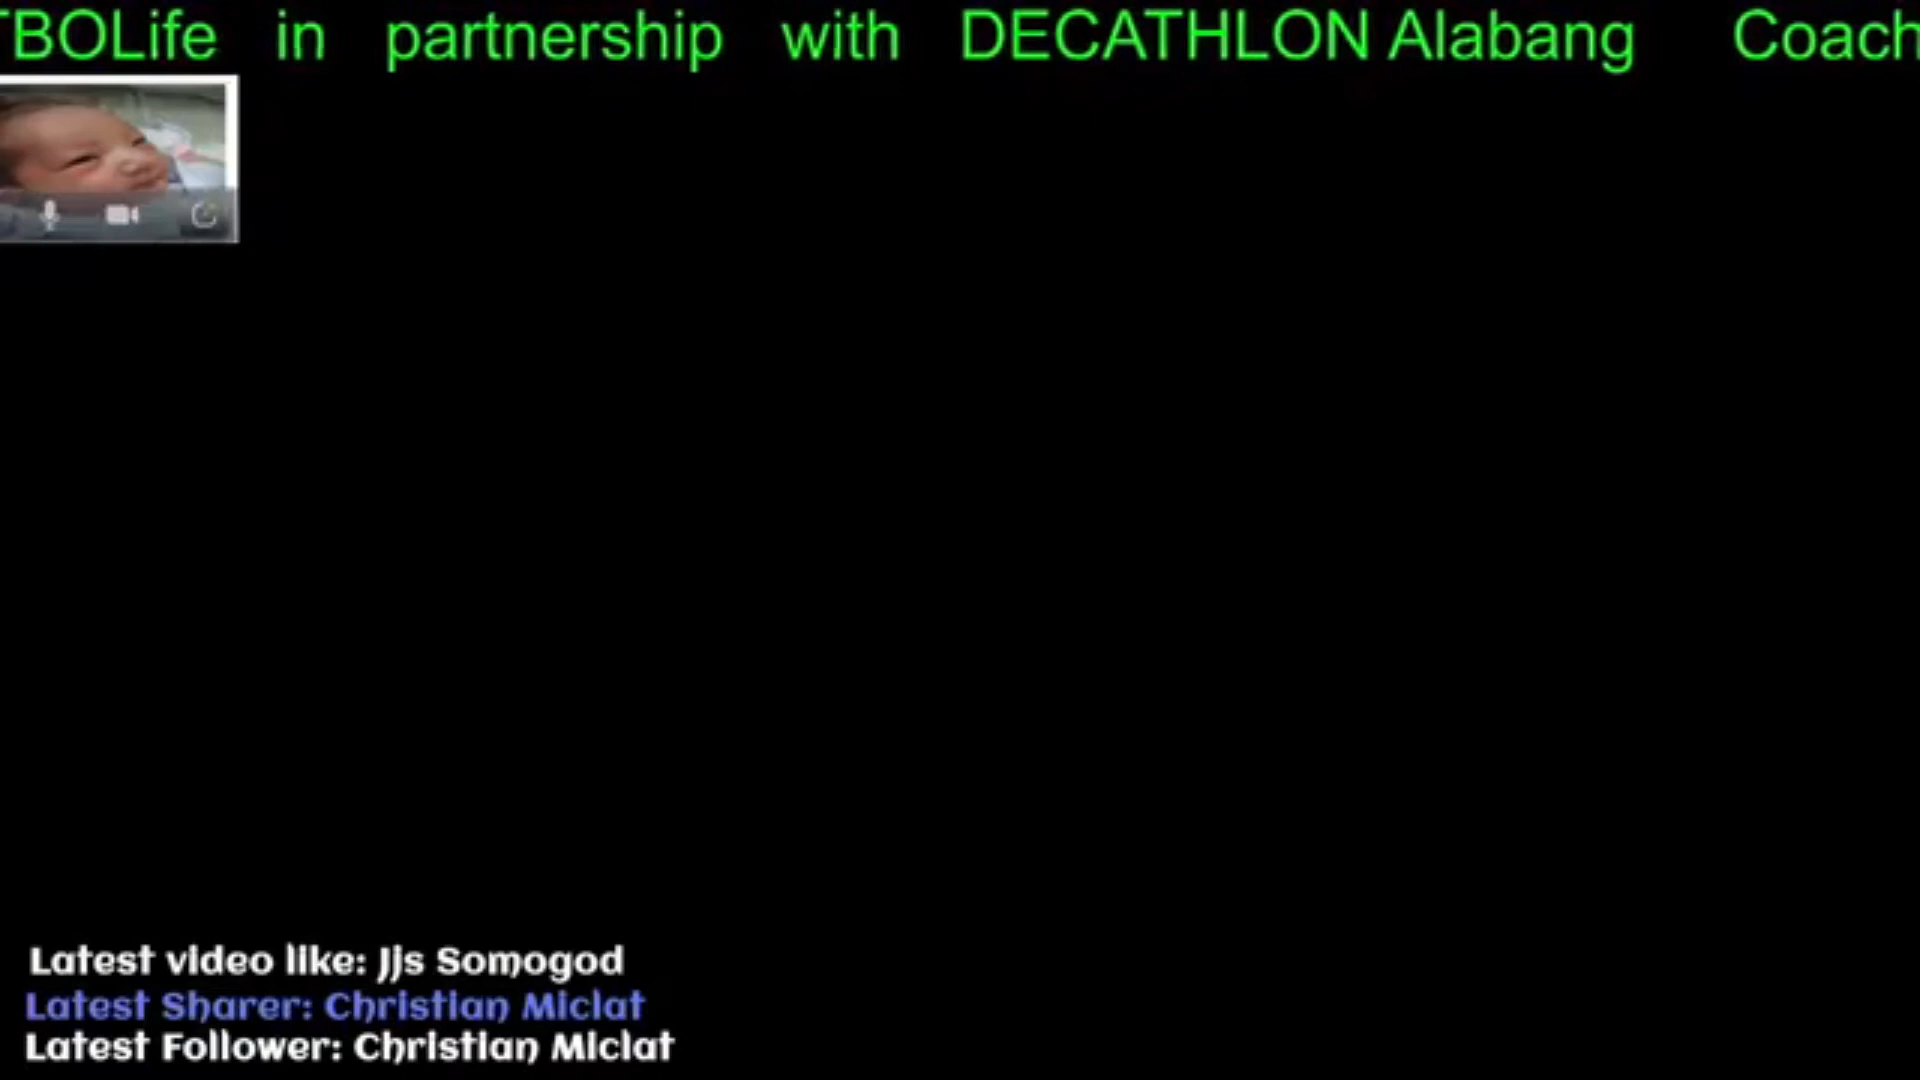 TBOLife in partnership with DECATHLON Alabang Coach
Latest video like: Jjs Somogod
Latest Sharer: Christian Miclat
Latest Follower: Christian Miclat